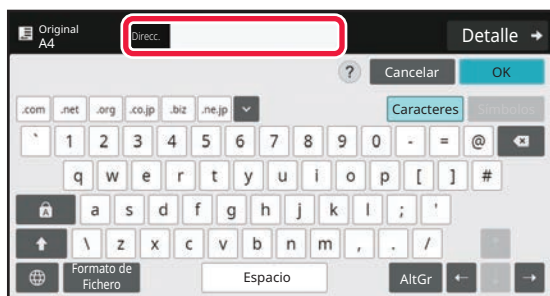 Original
A4
Direcc.
Detalle
?
Cancelar
OK
.com .net .org .co.jp .biz .ne.jp
Caracteres
Símbolos
` 1 2 3 4 5 6 7 8 9 0 - = @
q w e r t y u i o p [ ] #
A
a s d f g h j k l ; '
\ z x c v b n m , . /
Formato de
Fichero
Espacio
AltGr